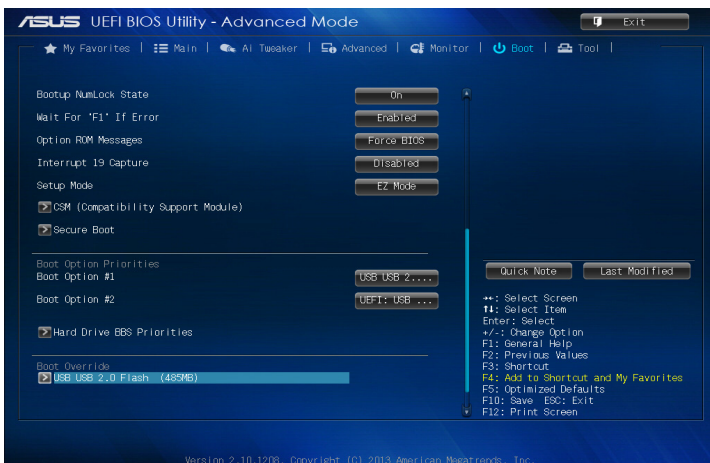 ASUS UEFI BIOS Utility - Advanced Mode
Exit
My Favorites | Main | Ai Tweaker | Advanced | Monitor | Boot | Tool |
Bootup NumLock State On
Wait For 'F1' If Error Enabled
Option ROM Messages Force BIOS
Interrupt 19 Capture Disabled
Setup Mode EZ Mode
CSM (Compatibility Support Module)
Secure Boot
Boot Option Priorities
Boot Option #1 USB USB 2....
Boot Option #2 UEFI: USB ...
Hard Drive BBS Priorities
Boot Override
USB USB 2.0 Flash (485MB)
Quick Note Last Modified
→←: Select Screen
↑↓: Select Item
Enter: Select
+/-: Change Option
F1: General Help
F2: Previous Values
F3: Shortcut
F4: Add to Shortcut and My Favorites
F5: Optimized Defaults
F10: Save ESC: Exit
F12: Print Screen
Version 2.10.1208. Copyright (C) 2013 American Megatrends, Inc.